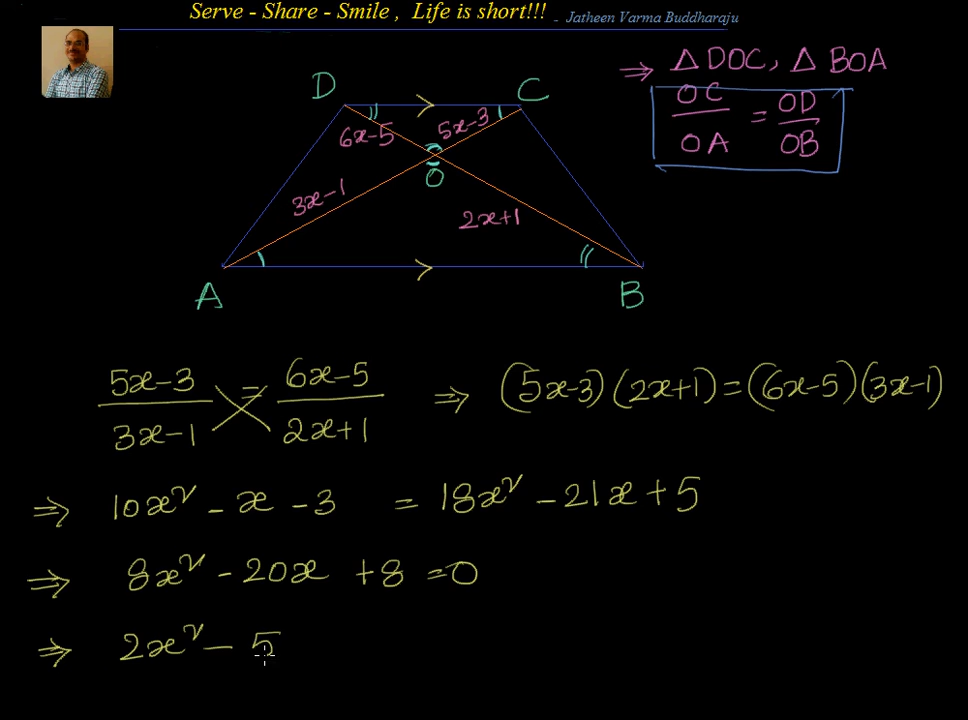 Serve - Share - Smile , Life is short!!! - Jatheen Varma Buddharaju
⇒ △ DOC, △ BOA
OC/OA = OD/OB
D C
6x-5 5x-3
O
3x-1 2x+1
A B
(5x-3)/(3x-1) = (6x-5)/(2x+1) ⇒ (5x-3)(2x+1)=(6x-5)(3x-1)
⇒ 10x² - x - 3 = 18x² - 21x + 5
⇒ 8x² - 20x + 8 = 0
⇒ 2x² - 5